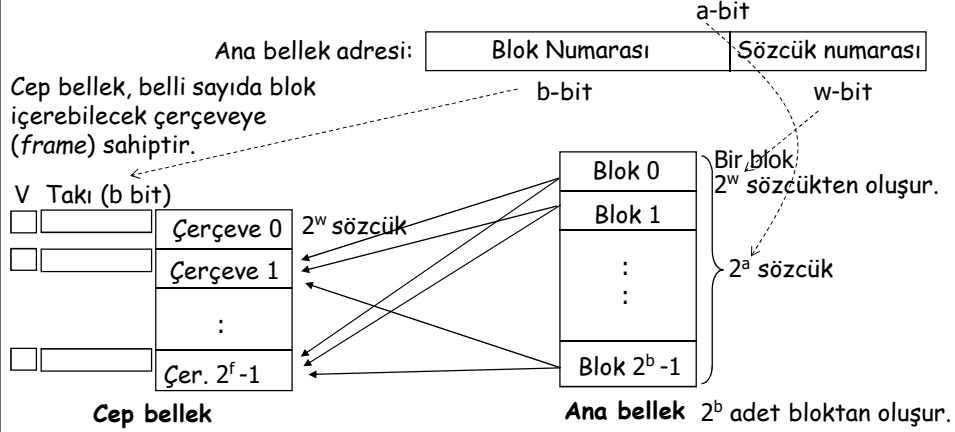 a-bit
Ana bellek adresi: Blok Numarası Sözcük numarası
b-bit w-bit
Cep bellek, belli sayıda blok
içerebilecek çerçeveye
(frame) sahiptir.
V Takı (b bit)
Çerçeve 0 2ʷ sözcük
Çerçeve 1
:
Çer. 2ᶠ-1
Cep bellek
Blok 0
Blok 1
:
:
Blok 2ᵇ-1
Bir blok
2ʷ sözcükten oluşur.
2ᵃ sözcük
Ana bellek 2ᵇ adet bloktan oluşur.